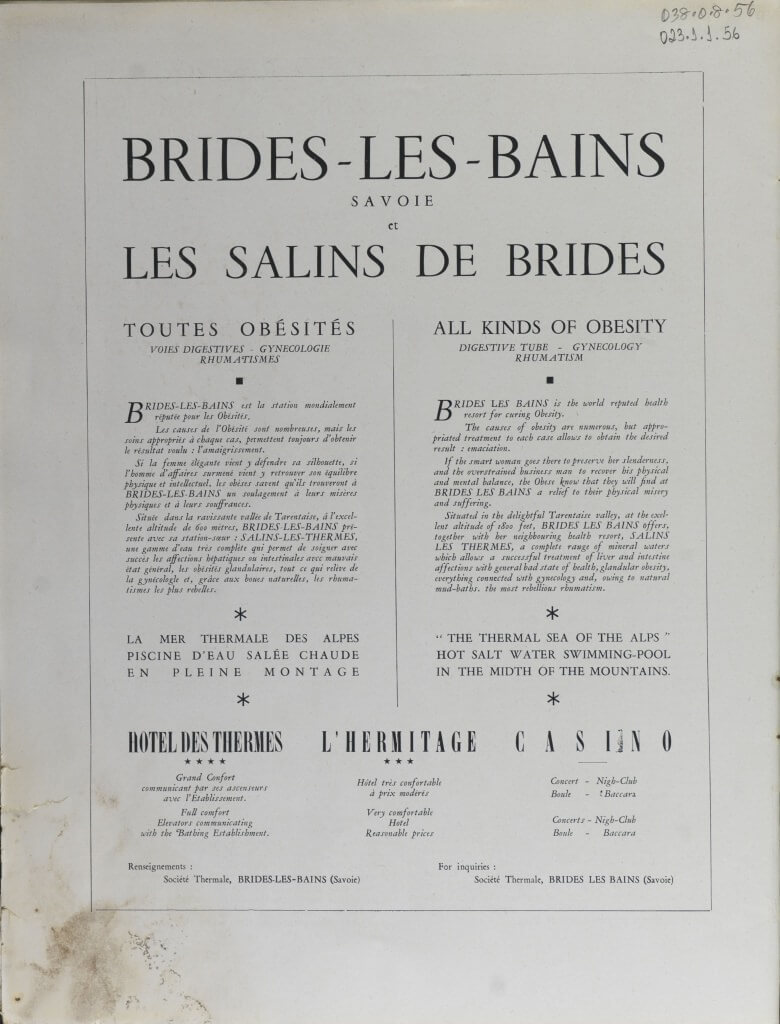 038.0.8.56
023.1.1.56
BRIDES-LES-BAINS
SAVOIE
et
LES SALINS DE BRIDES
TOUTES OBÉSITÉS
VOIES DIGESTIVES - GYNECOLOGIE
RHUMATISMES
BRIDES-LES-BAINS est la station mondialement
réputée pour les Obésités.
Les causes de l'Obésité sont nombreuses, mais les
soins appropriés à chaque cas, permettent toujours d'obtenir
le résultat voulu : l'amaigrissement.
Si la femme élégante vient y défendre sa silhouette, si
l'homme d'affaires surmené vient y retrouver son équilibre
physique et intellectuel, les obèses savent qu'ils trouveront à
BRIDES-LES-BAINS un soulagement à leurs misères
physiques et à leurs souffrances.
Située dans la ravissante vallée de Tarentaise, à l'excel-
lente altitude de 600 mètres, BRIDES-LES-BAINS pré-
sente avec sa station-sœur : SALINS-LES-THERMES,
une gamme d'eau très complète qui permet de soigner avec
succès les affections hépatiques ou intestinales avec mauvais
état général, les obésités glandulaires, tout ce qui relève de
la gynécologie et, grâce aux boues naturelles, les rhuma-
tismes les plus rebelles.
*
LA MER THERMALE DES ALPES
PISCINE D'EAU SALÉE CHAUDE
EN PLEINE MONTAGE
*
ALL KINDS OF OBESITY
DIGESTIVE TUBE - GYNECOLOGY
RHUMATISM
BRIDES LES BAINS is the world reputed health
resort for curing Obesity.
The causes of obesity are numerous, but appro-
priated treatment to each case allows to obtain the desired
result : emaciation.
If the smart woman goes there to preserve her slenderness,
and the overstrained business man to recover his physical
and mental balance, the Obese know that they will find at
BRIDES LES BAINS a relief to their physical misery
and suffering.
Situated in the delightful Tarentaise valley, at the excel-
lent altitude of 1800 feet, BRIDES LES BAINS offers,
together with her neighbouring health resort, SALINS
LES THERMES, a complete range of mineral waters
which allows a successful treatment of liver and intestine
affections with general bad state of health, glandular obesity,
everything connected with gynecology and, owing to natural
mud-baths. the most rebellious rhumatism.
*
" THE THERMAL SEA OF THE ALPS "
HOT SALT WATER SWIMMING-POOL
IN THE MIDTH OF THE MOUNTAINS.
*
HOTEL DES THERMES
★ ★ ★ ★
Grand Confort
communicant par ses ascenseurs
avec l'Établissement.
Full comfort
Elevators communicating
with the Bathing Establishment.
L'HERMITAGE
★ ★ ★
Hôtel très confortable
à prix modérés
Very comfortable
Hotel
Reasonable prices
CASINO
Concert - Nigh-Club
Boule - Baccara
Concerts - Nigh-Club
Boule - Baccara
Renseignements :
Société Thermale, BRIDES-LES-BAINS (Savoie)
For inquiries :
Société Thermale, BRIDES LES BAINS (Savoie)